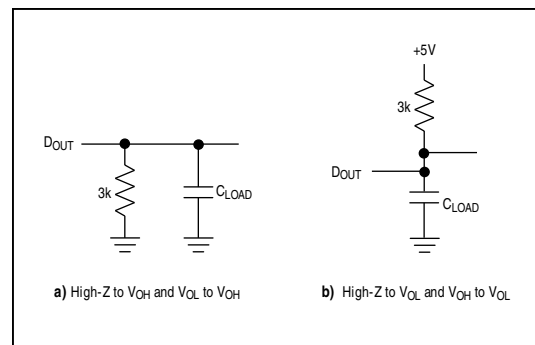 +5V
3k
DOUT
3k
CLOAD
DOUT
CLOAD
a) High-Z to VOH and VOL to VOH
b) High-Z to VOL and VOH to VOL